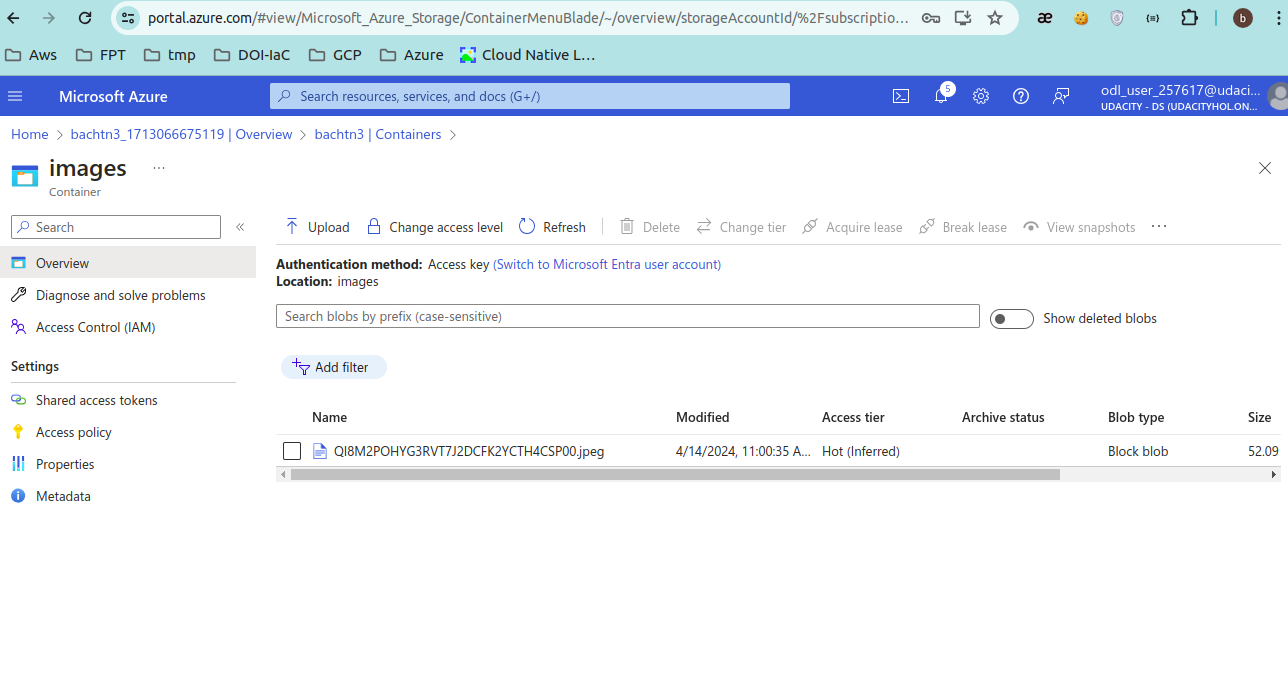 portal.azure.com/#view/Microsoft_Azure_Storage/ContainerMenuBlade/~/overview/storageAccountId/%2Fsubscriptio...
b
Aws FPT tmp DOI-IaC GCP Azure Cloud Native L...
Microsoft Azure
Search resources, services, and docs (G+/)
5
odl_user_257617@udaci...
UDACITY - DS (UDACITYHOL.ON...
Home > bachtn3_1713066675119 | Overview > bachtn3 | Containers >
images ...
Container
Search «
Upload Change access level Refresh Delete Change tier Acquire lease Break lease View snapshots ...
Overview
Diagnose and solve problems
Access Control (IAM)
Settings
Shared access tokens
Access policy
Properties
Metadata
Authentication method: Access key (Switch to Microsoft Entra user account)
Location: images
Search blobs by prefix (case-sensitive)
Show deleted blobs
Add filter
Name Modified Access tier Archive status Blob type Size
QI8M2POHYG3RVT7J2DCFK2YCTH4CSP00.jpeg 4/14/2024, 11:00:35 A... Hot (Inferred) Block blob 52.09